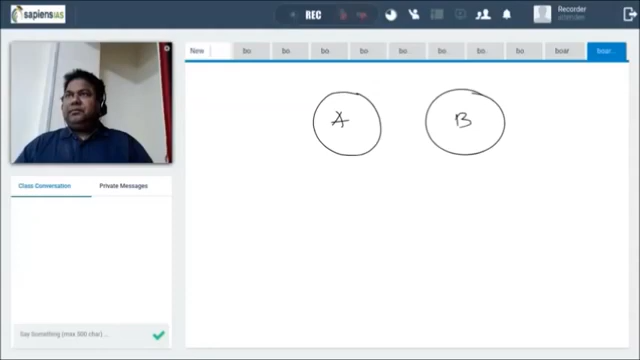 sapiensIAS
REC
Recorder
attendee
New
bo
bo.
bo
bo
bo.
bo
bo.
bo
boar
boar...
A
B
Class Conversation
Private Messages
Say Something (max 500 char) ...